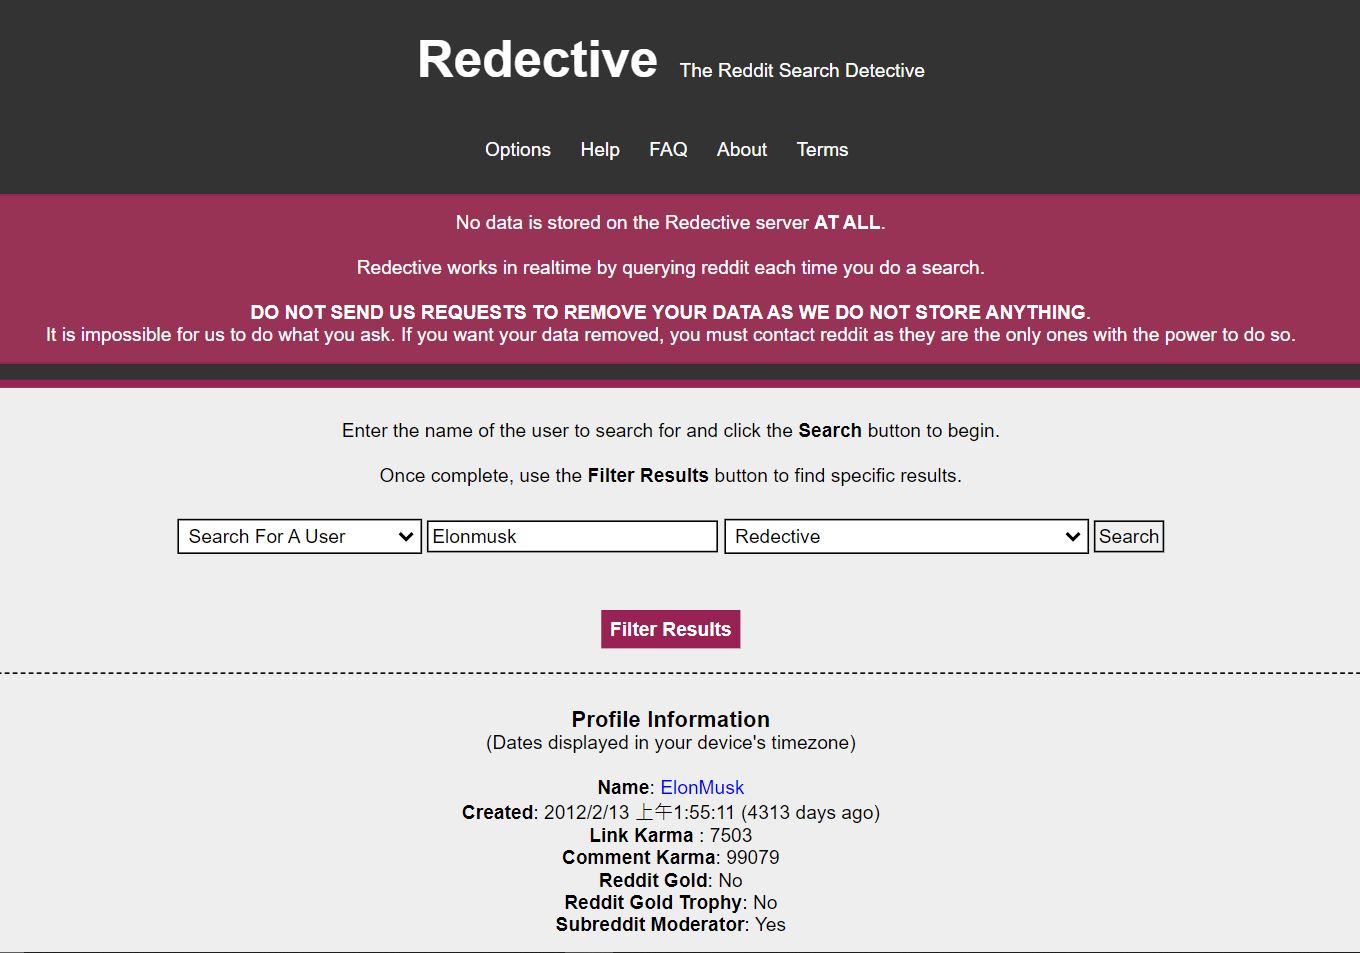 Redective The Reddit Search Detective
Options Help FAQ About Terms
No data is stored on the Redective server AT ALL.
Redective works in realtime by querying reddit each time you do a search.
DO NOT SEND US REQUESTS TO REMOVE YOUR DATA AS WE DO NOT STORE ANYTHING.
It is impossible for us to do what you ask. If you want your data removed, you must contact reddit as they are the only ones with the power to do so.
Enter the name of the user to search for and click the Search button to begin.
Once complete, use the Filter Results button to find specific results.
Search For A User Elonmusk Redective Search
Filter Results
Profile Information
(Dates displayed in your device's timezone)
Name: ElonMusk
Created: 2012/2/13 上午1:55:11 (4313 days ago)
Link Karma : 7503
Comment Karma: 99079
Reddit Gold: No
Reddit Gold Trophy: No
Subreddit Moderator: Yes